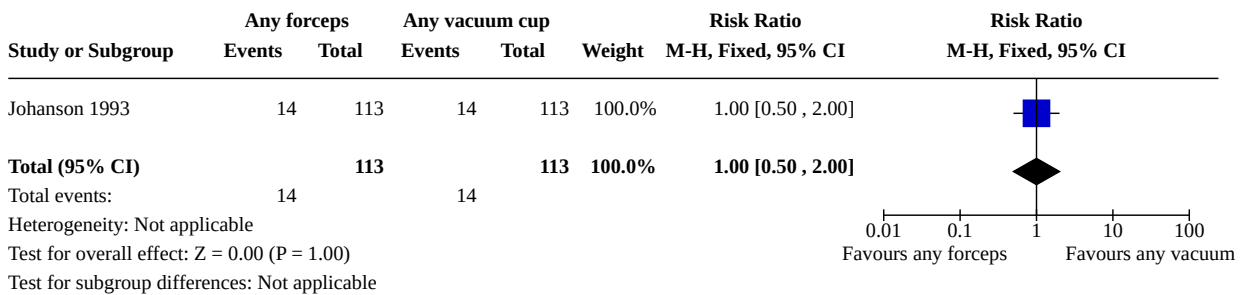 Any forceps Any vacuum cup Risk Ratio Risk Ratio
Study or Subgroup Events Total Events Total Weight M-H, Fixed, 95% CI M-H, Fixed, 95% CI
Johanson 1993 14 113 14 113 100.0% 1.00 [0.50 , 2.00]
Total (95% CI) 113 113 100.0% 1.00 [0.50 , 2.00]
Total events: 14 14
Heterogeneity: Not applicable
0.01 0.1 1 10 100
Test for overall effect: Z = 0.00 (P = 1.00)
Favours any forceps Favours any vacuum
Test for subgroup differences: Not applicable